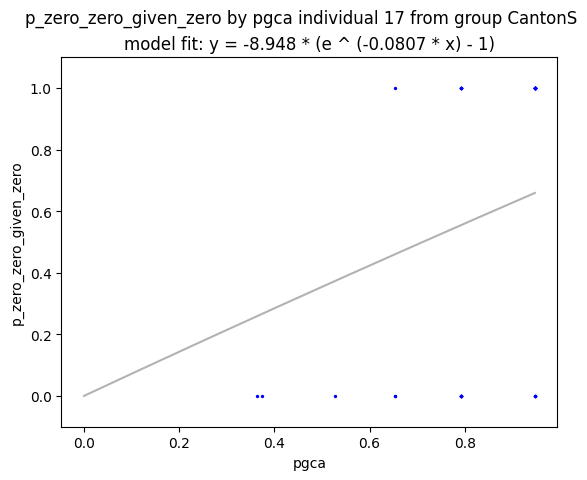 p_zero_zero_given_zero by pgca individual 17 from group CantonS
model fit: y = -8.948 * (e ^ (-0.0807 * x) - 1)
p_zero_zero_given_zero
1.0
0.8
0.6
0.4
0.2
0.0
0.0 0.2 0.4 0.6 0.8
pgca